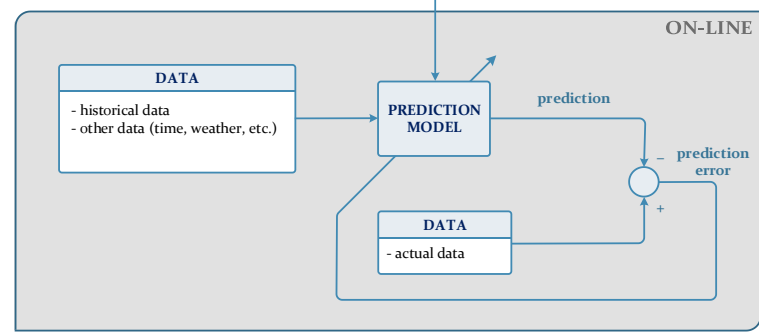 ON-LINE
DATA
- historical data
- other data (time, weather, etc.)
PREDICTION
MODEL
prediction
−
prediction
error
+
DATA
- actual data